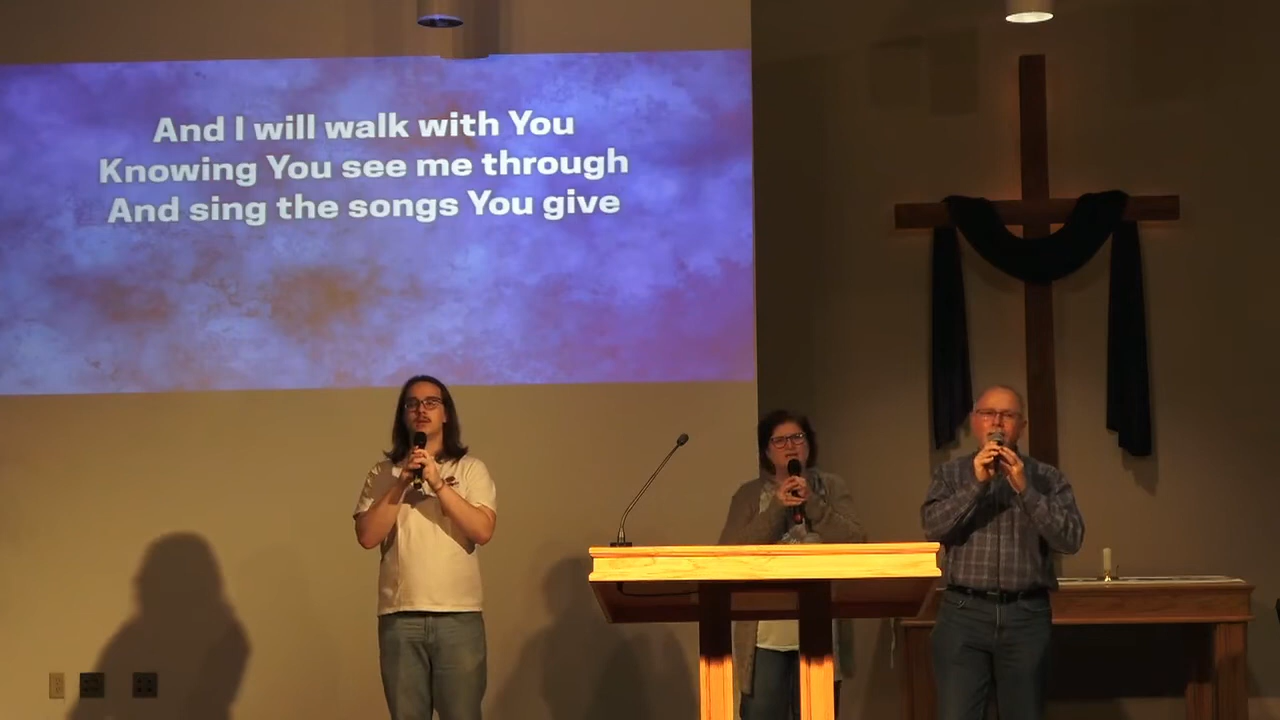 And I will walk with You
Knowing You see me through
And sing the songs You give